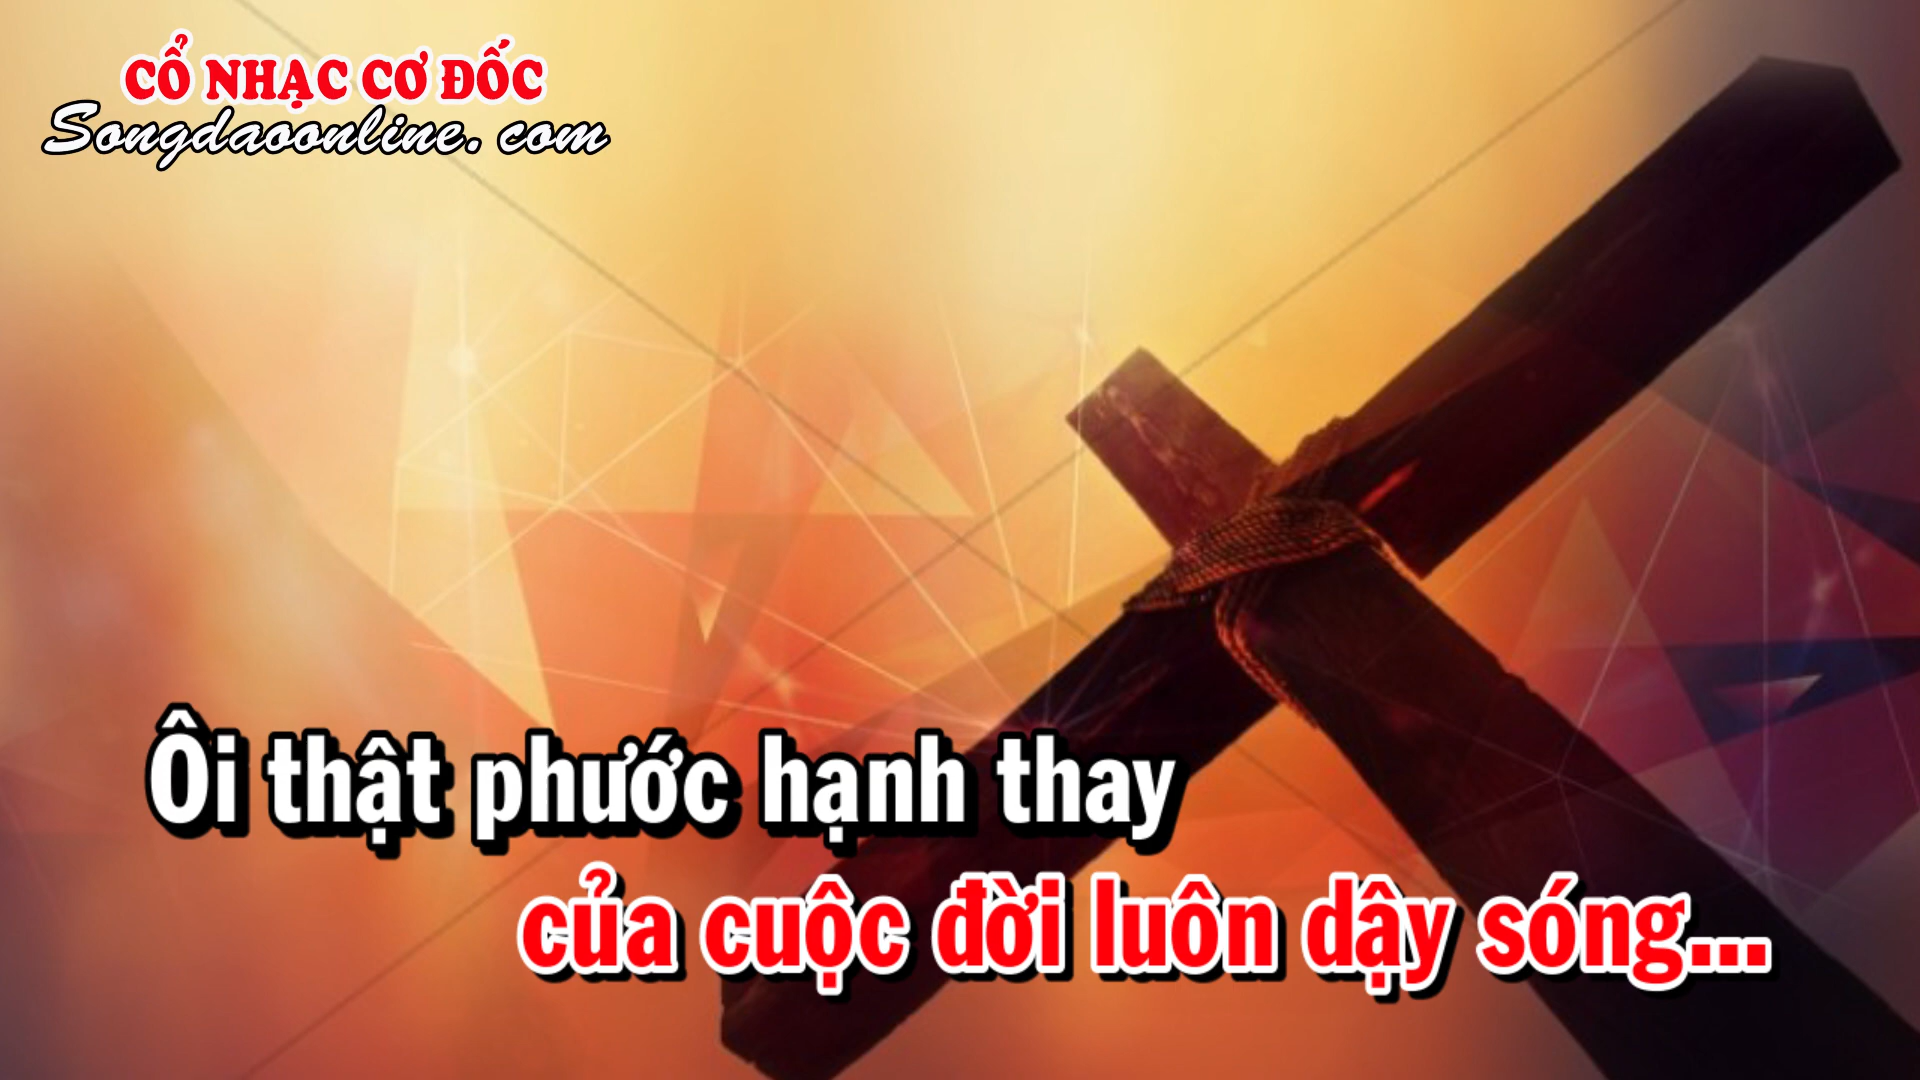 CỔ NHẠC CƠ ĐỐC
Songdaoonline. com
Ôi thật phước hạnh thay
của cuộc đời luôn dậy sóng...